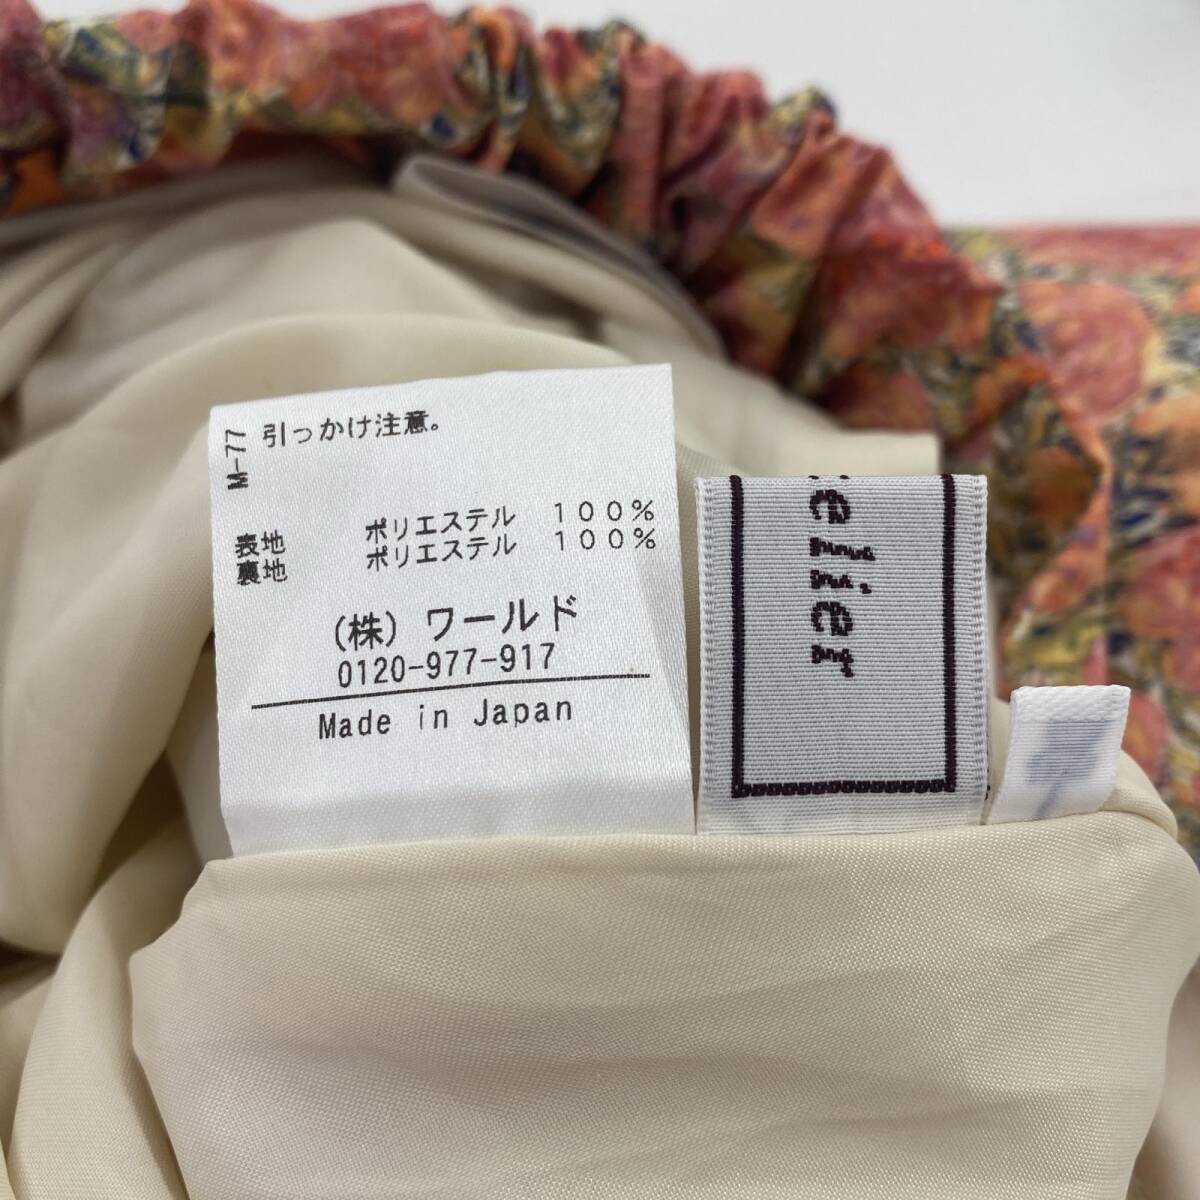 M-77
引っかけ注意。
表地 ポリエステル 100%
裏地 ポリエステル 100%
(株) ワールド
0120-977-917
Made in Japan